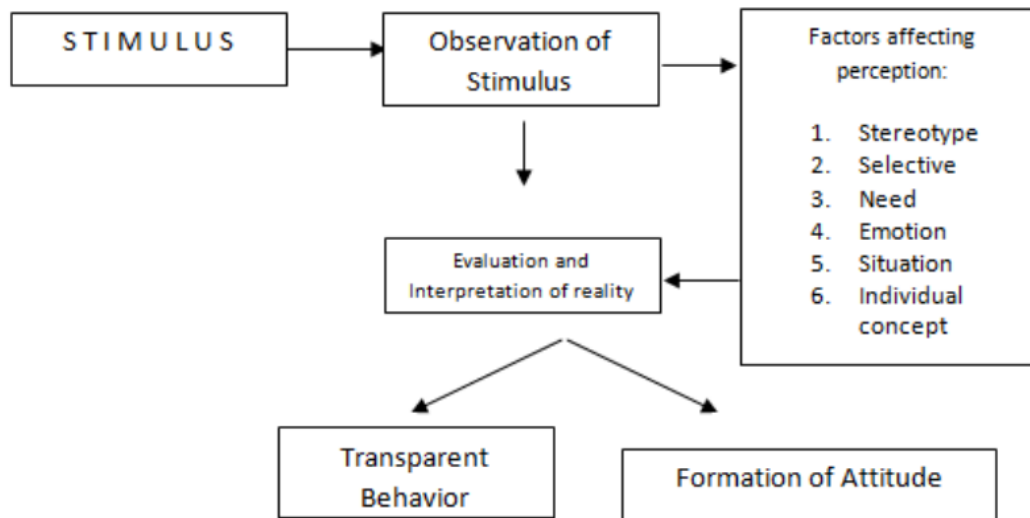 S T I M U L U S
Observation of
Stimulus
Factors affecting
perception:
1. Stereotype
2. Selective
3. Need
4. Emotion
5. Situation
6. Individual
concept
Evaluation and
Interpretation of reality
Transparent
Behavior
Formation of Attitude